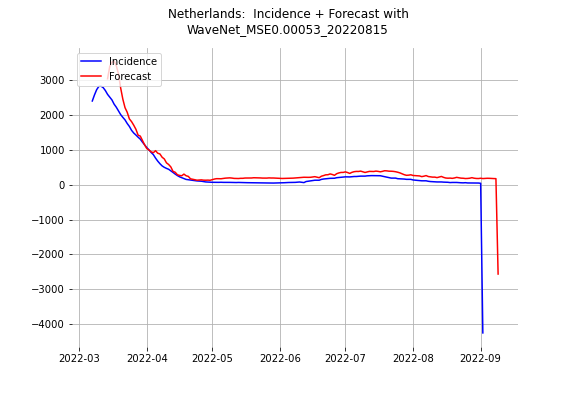 Netherlands:  Incidence + Forecast with
WaveNet_MSE0.00053_20220815
Incidence
Forecast
3000
2000
1000
0
−1000
−2000
−3000
−4000
2022-03 2022-04 2022-05 2022-06 2022-07 2022-08 2022-09